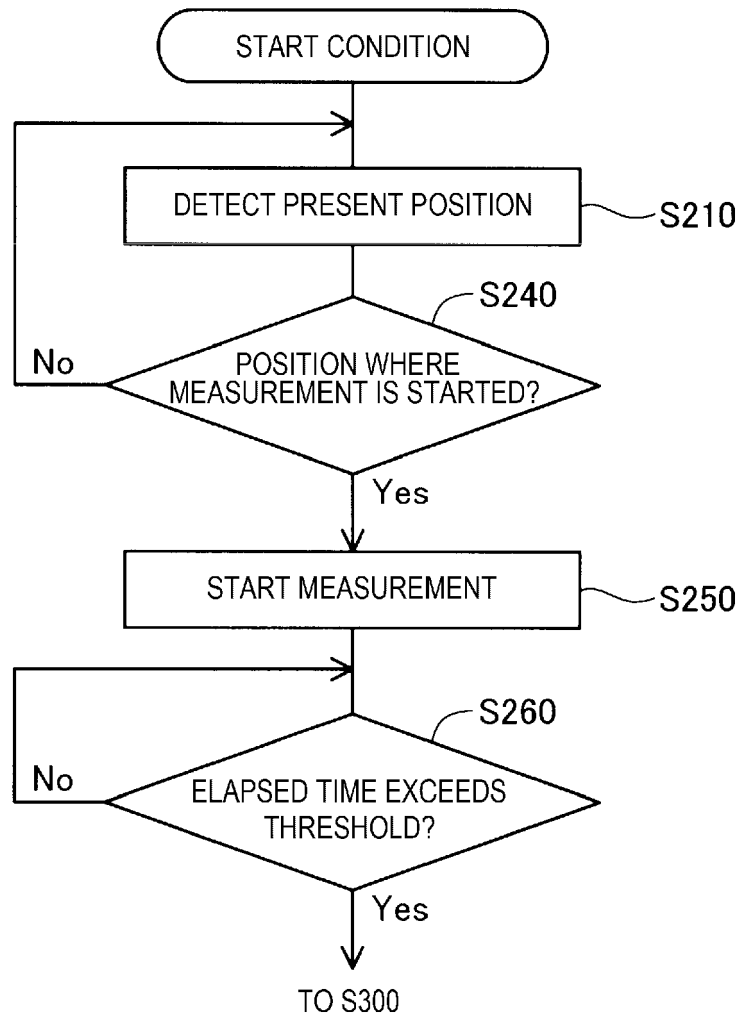 START CONDITION
DETECT PRESENT POSITION
S210
S240
No
POSITION WHERE
MEASUREMENT IS STARTED?
Yes
START MEASUREMENT
S250
S260
No
ELAPSED TIME EXCEEDS
THRESHOLD?
Yes
TO S300